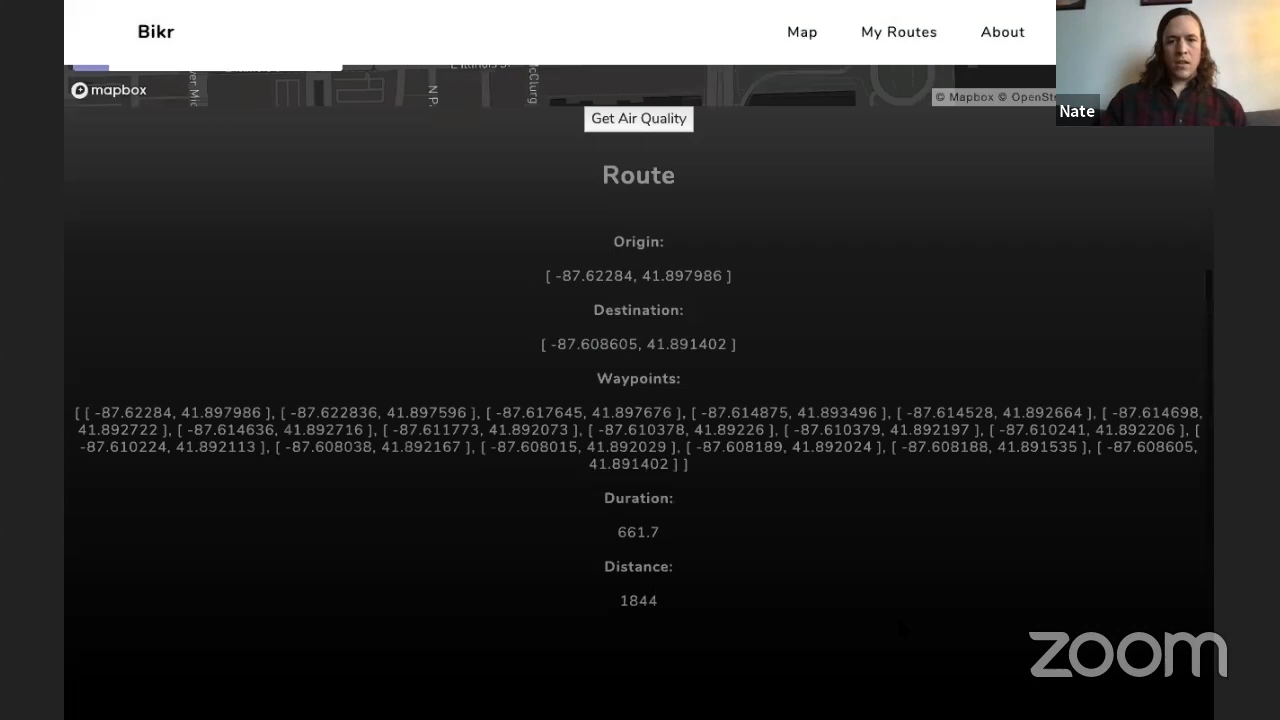 Bikr
Map
My Routes
About
Nate
mapbox
N P.
McClurg
© Mapbox © OpenSt
Get Air Quality
Route
Origin:
[ -87.62284, 41.897986 ]
Destination:
[ -87.608605, 41.891402 ]
Waypoints:
[ [ -87.62284, 41.897986 ], [ -87.622836, 41.897596 ], [ -87.617645, 41.897676 ], [ -87.614875, 41.893496 ], [ -87.614528, 41.892664 ], [ -87.614698,
41.892722 ], [ -87.614636, 41.892716 ], [ -87.611773, 41.892073 ], [ -87.610378, 41.89226 ], [ -87.610379, 41.892197 ], [ -87.610241, 41.892206 ], [
-87.610224, 41.892113 ], [ -87.608038, 41.892167 ], [ -87.608015, 41.892029 ], [ -87.608189, 41.892024 ], [ -87.608188, 41.891535 ], [ -87.608605,
41.891402 ] ]
Duration:
661.7
Distance:
1844
zoom